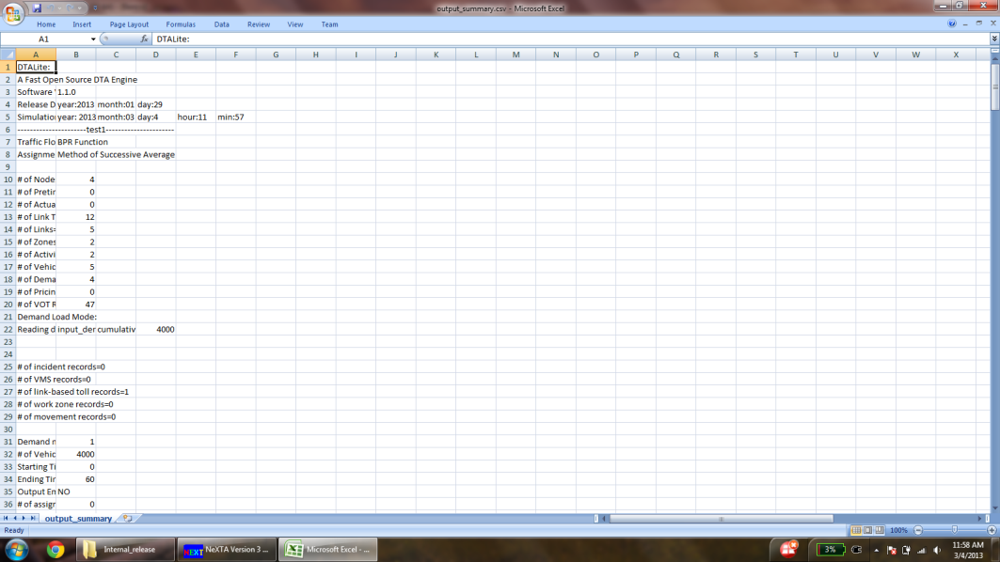 output_summary.csv - Microsoft Excel
Home Insert Page Layout Formulas Data Review View Team
A1 fx DTALite:
A B C D E F G H I J K L M N O P Q R S T U V W X
1 DTALite:
2 A Fast Open Source DTA Engine
3 Software 1.1.0
4 Release D year:2013 month:01 day:29
5 Simulation year: 2013 month:03 day:4 hour:11 min:57
6 ----------------------test1----------------------
7 Traffic Flo BPR Function
8 Assignme Method of Successive Average
9
10 # of Node 4
11 # of Pretin 0
12 # of Actua 0
13 # of Link T 12
14 # of Links= 5
15 # of Zones 2
16 # of Activi 2
17 # of Vehic 5
18 # of Dema 4
19 # of Pricin 0
20 # of VOT R 47
21 Demand Load Mode:
22 Reading d input_der cumulativ 4000
23
24
25 # of incident records=0
26 # of VMS records=0
27 # of link-based toll records=1
28 # of work zone records=0
29 # of movement records=0
30
31 Demand m 1
32 # of Vehic 4000
33 Starting Ti 0
34 Ending Tim 60
35 Output En NO
36 # of assign 0
output_summary
Ready 100%
Internal_release NeXTA Version 3 ... Microsoft Excel - ... 3% 11:58 AM
3/4/2013